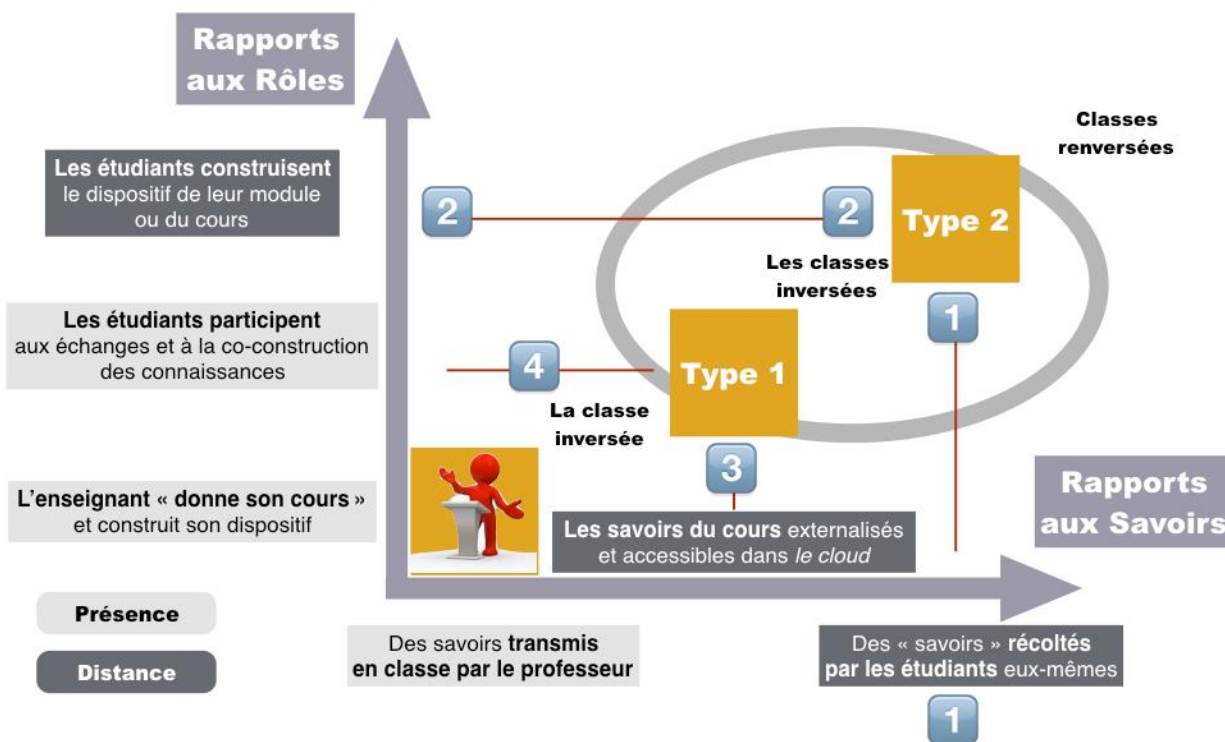 Rapports
aux Rôles
Classes
renversées
Les étudiants construisent
le dispositif de leur module
ou du cours
2
2
Type 2
Les classes
inversées
1
Les étudiants participent
aux échanges et à la co-construction
des connaissances
4
Type 1
La classe
inversée
3
L'enseignant « donne son cours »
et construit son dispositif
Les savoirs du cours externalisés
et accessibles dans le cloud
Rapports
aux Savoirs
Présence
Distance
Des savoirs transmis
en classe par le professeur
Des « savoirs » récoltés
par les étudiants eux-mêmes
1